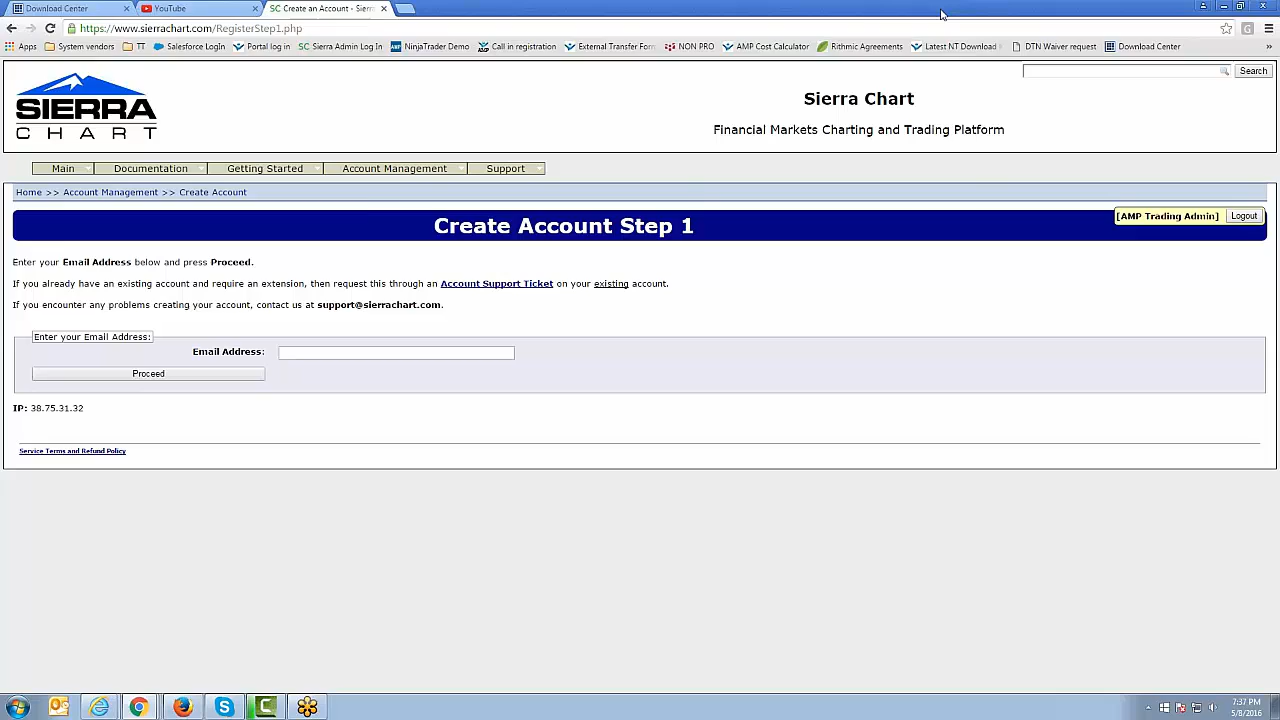 Download Center
YouTube
SC Create an Account - Sierr
https://www.sierrachart.com/RegisterStep1.php
Apps
System vendors
TT
Salesforce LogIn
Portal log in
SC Sierra Admin Log In
NinjaTrader Demo
Call in registration
External Transfer Form
NON PRO
AMP Cost Calculator
Rithmic Agreements
Latest NT Download
DTN Waiver request
Download Center
»
Search
SIERRA
CHART
Sierra Chart
Financial Markets Charting and Trading Platform
Main
Documentation
Getting Started
Account Management
Support
Home >> Account Management >> Create Account
[AMP Trading Admin] Logout
Create Account Step 1
Enter your Email Address below and press Proceed.
If you already have an existing account and require an extension, then request this through an Account Support Ticket on your existing account.
If you encounter any problems creating your account, contact us at support@sierrachart.com.
Enter your Email Address:
Email Address:
Proceed
IP: 38.75.31.32
Service Terms and Refund Policy
7:37 PM
5/8/2016